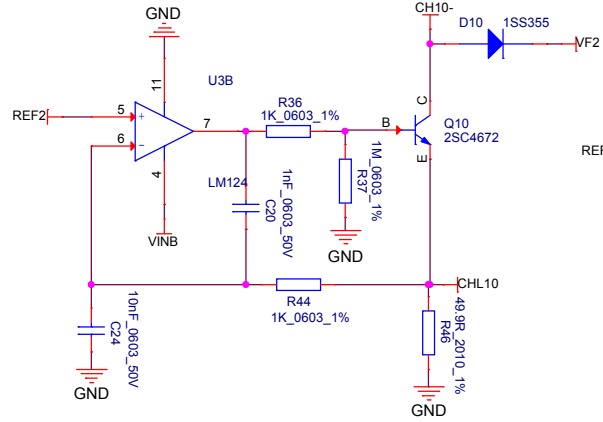 GND
CH10-
D10
1SS355
VF2
11
U3B
REF2
5
+
R36
1K_0603_1%
C
7
B
Q10
2SC4672
6
-
E
REF
4
LM124
1M_0603_1%
R37
1nF_0603_50V
C20
VINB
GND
R44
1K_0603_1%
CHL10
10nF_0603_50V
C24
49.9R_2010_1%
R46
GND
GND